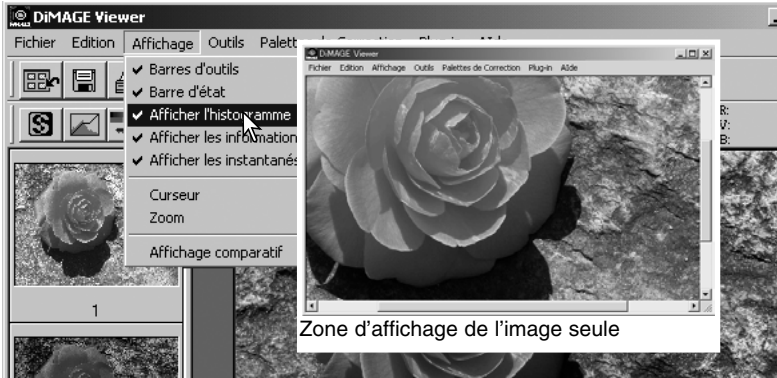 DiMAGE Viewer
Fichier Edition Affichage Outils
Barres d'outils
Barre d'état
Afficher l'histogramme
Afficher les information
Afficher les instantanés
Curseur
Zoom
Affichage comparatif
1
DiMAGE Viewer
Fichier Edition Affichage Outils Palettes de Correction Plug-in AIde
Zone d'affichage de l'image seule
R:
V:
B: